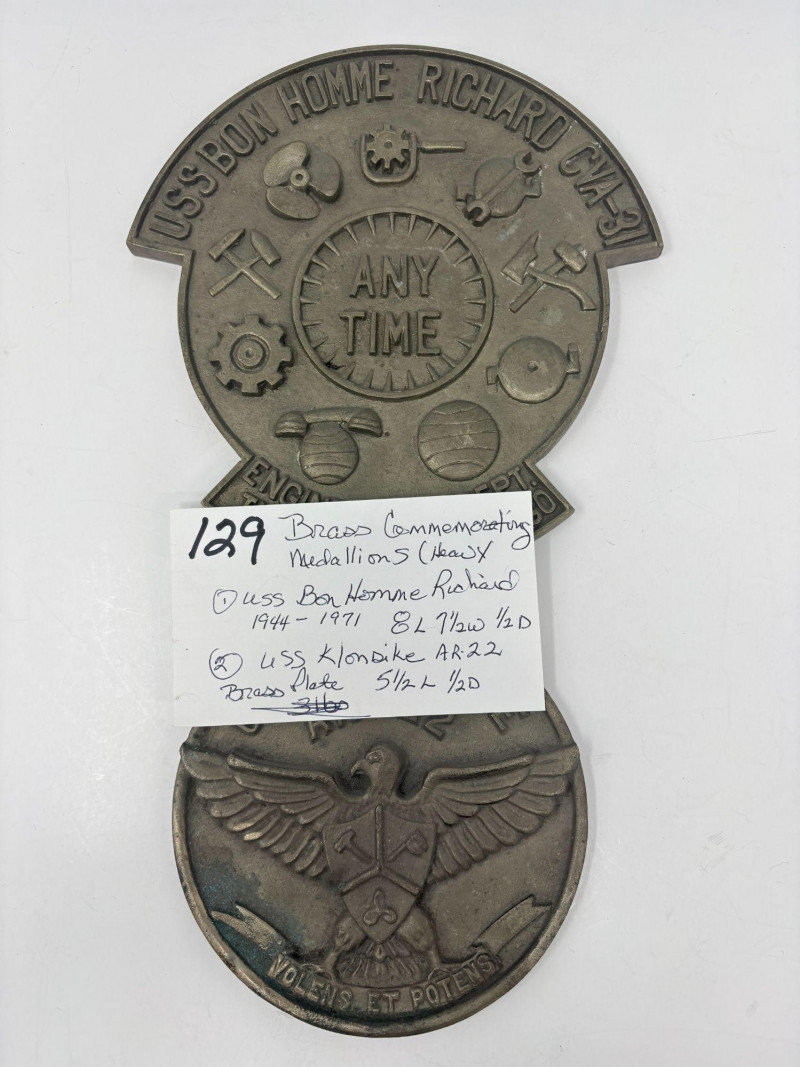 USS BON HOMME RICHARD CVA-31
ANY
TIME
129 Brass Commemorating
Medallions (Heavy
① USS Bon Homme Richard
1944 - 1971 8L 7½W ½D
② USS Klondike AR-22
Brass Plate 5½L ½D
VOLENS ET POTENS